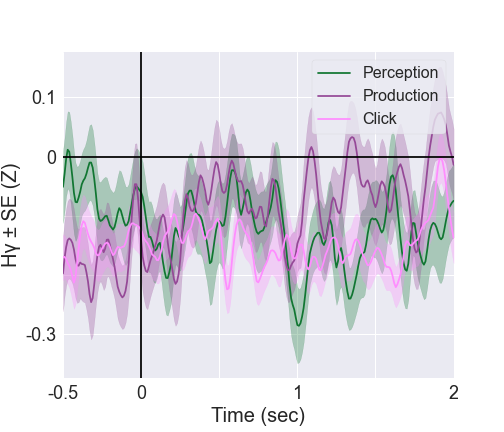 Perception
Production
Click
0.1
0
-0.3
Hγ ± SE (Z)
-0.5
0
1
2
Time (sec)